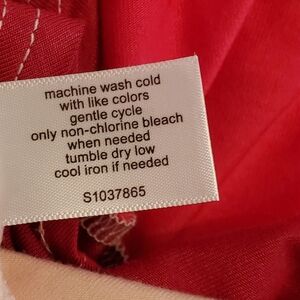 machine wash cold
with like colors
gentle cycle
only non-chlorine bleach
when needed
tumble dry low
cool iron if needed
S1037865